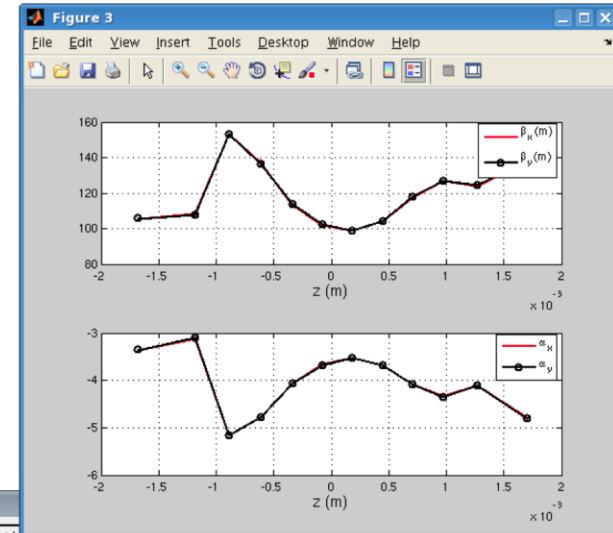 Figure 3
File Edit View Insert Tools Desktop Window Help
160
140
120
100
80
-2 -1.5 -1 -0.5 0 0.5 1 1.5 2
z (m)
x 10⁻³
βₓ(m)
βᵧ(m)
-3
-4
-5
-6
-2 -1.5 -1 -0.5 0 0.5 1 1.5 2
z (m)
x 10⁻³
αₓ
αᵧ